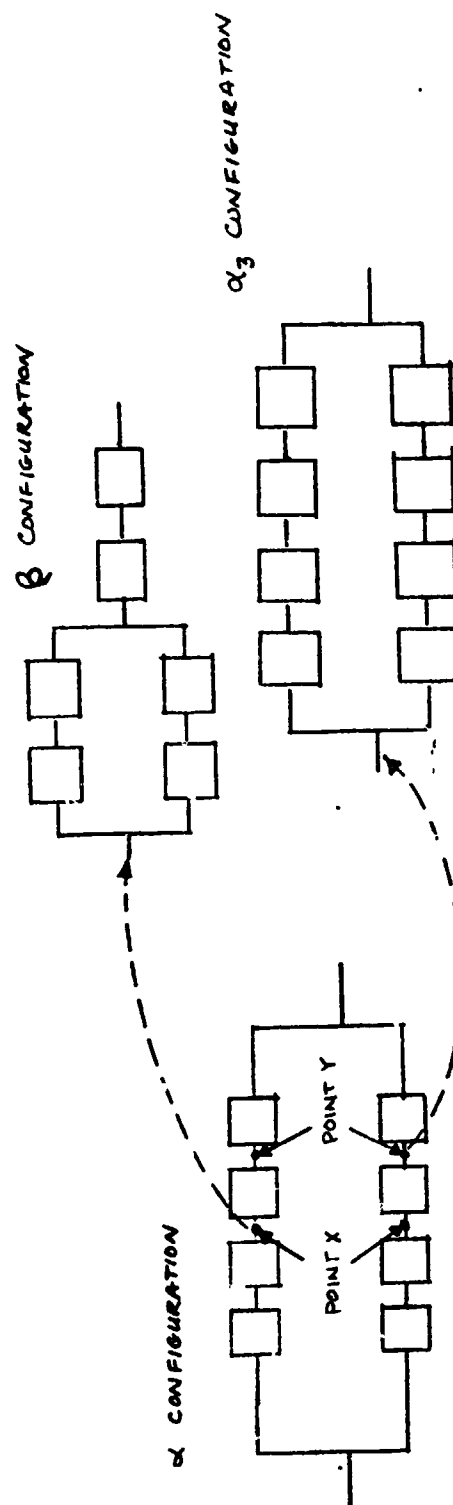 α CONFIGURATION
POINT X
POINT Y
β CONFIGURATION
α₃ CONFIGURATION